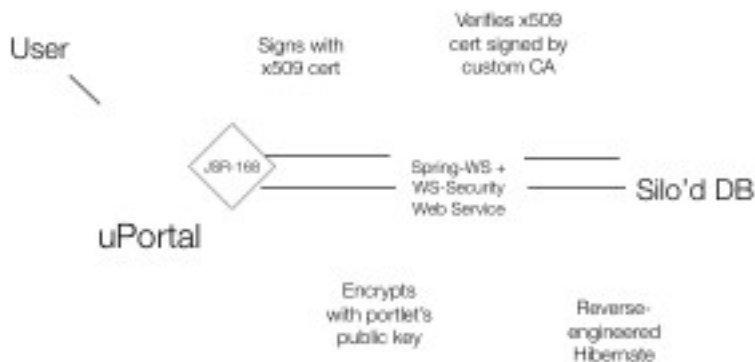 Verifies x509
cert signed by
custom CA
Signs with
x509 cert
User
JSR-168
Spring-WS +
WS-Security
Web Service
Silo'd DB
uPortal
Encrypts
with portlet's
public key
Reverse-
engineered
Hibernate